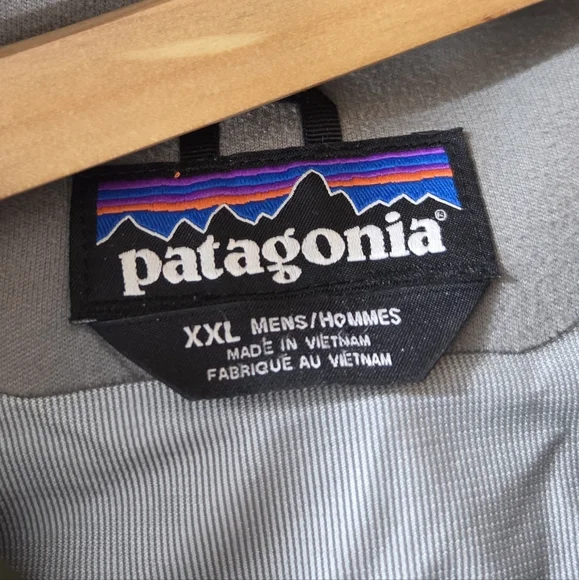 patagonia®
XXL MENS/HOMMES
MADE IN VIETNAM
FABRIQUÉ AU VIETNAM